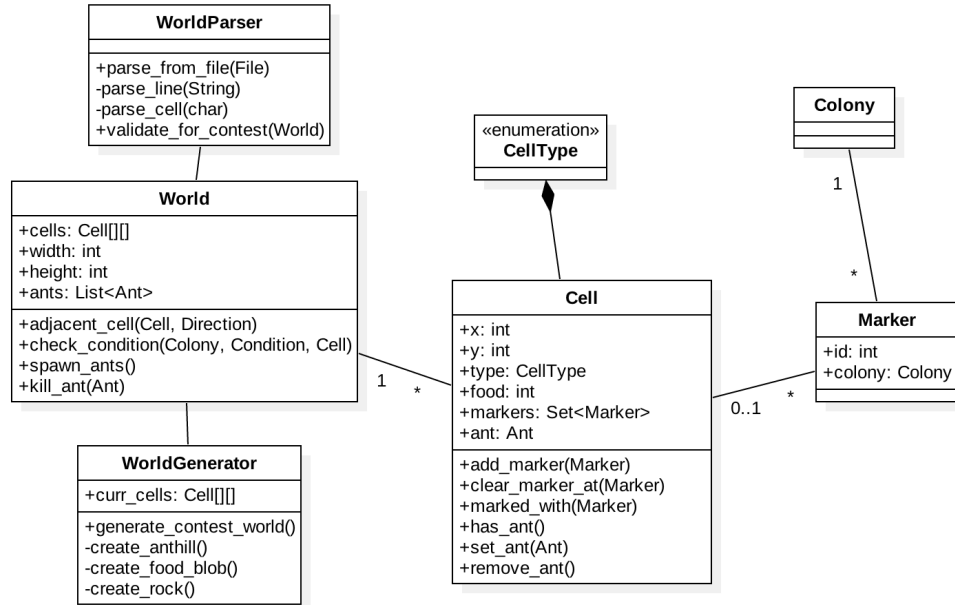 WorldParser
+parse_from_file(File)
-parse_line(String)
-parse_cell(char)
+validate_for_contest(World)
World
+cells: Cell[][]
+width: int
+height: int
+ants: List<Ant>
+adjacent_cell(Cell, Direction)
+check_condition(Colony, Condition, Cell)
+spawn_ants()
+kill_ant(Ant)
WorldGenerator
+curr_cells: Cell[][]
+generate_contest_world()
-create_anthill()
-create_food_blob()
-create_rock()
«enumeration»
CellType
1
*
Cell
+x: int
+y: int
+type: CellType
+food: int
+markers: Set<Marker>
+ant: Ant
+add_marker(Marker)
+clear_marker_at(Marker)
+marked_with(Marker)
+has_ant()
+set_ant(Ant)
+remove_ant()
Colony
1
*
Marker
+id: int
+colony: Colony
0..1
*